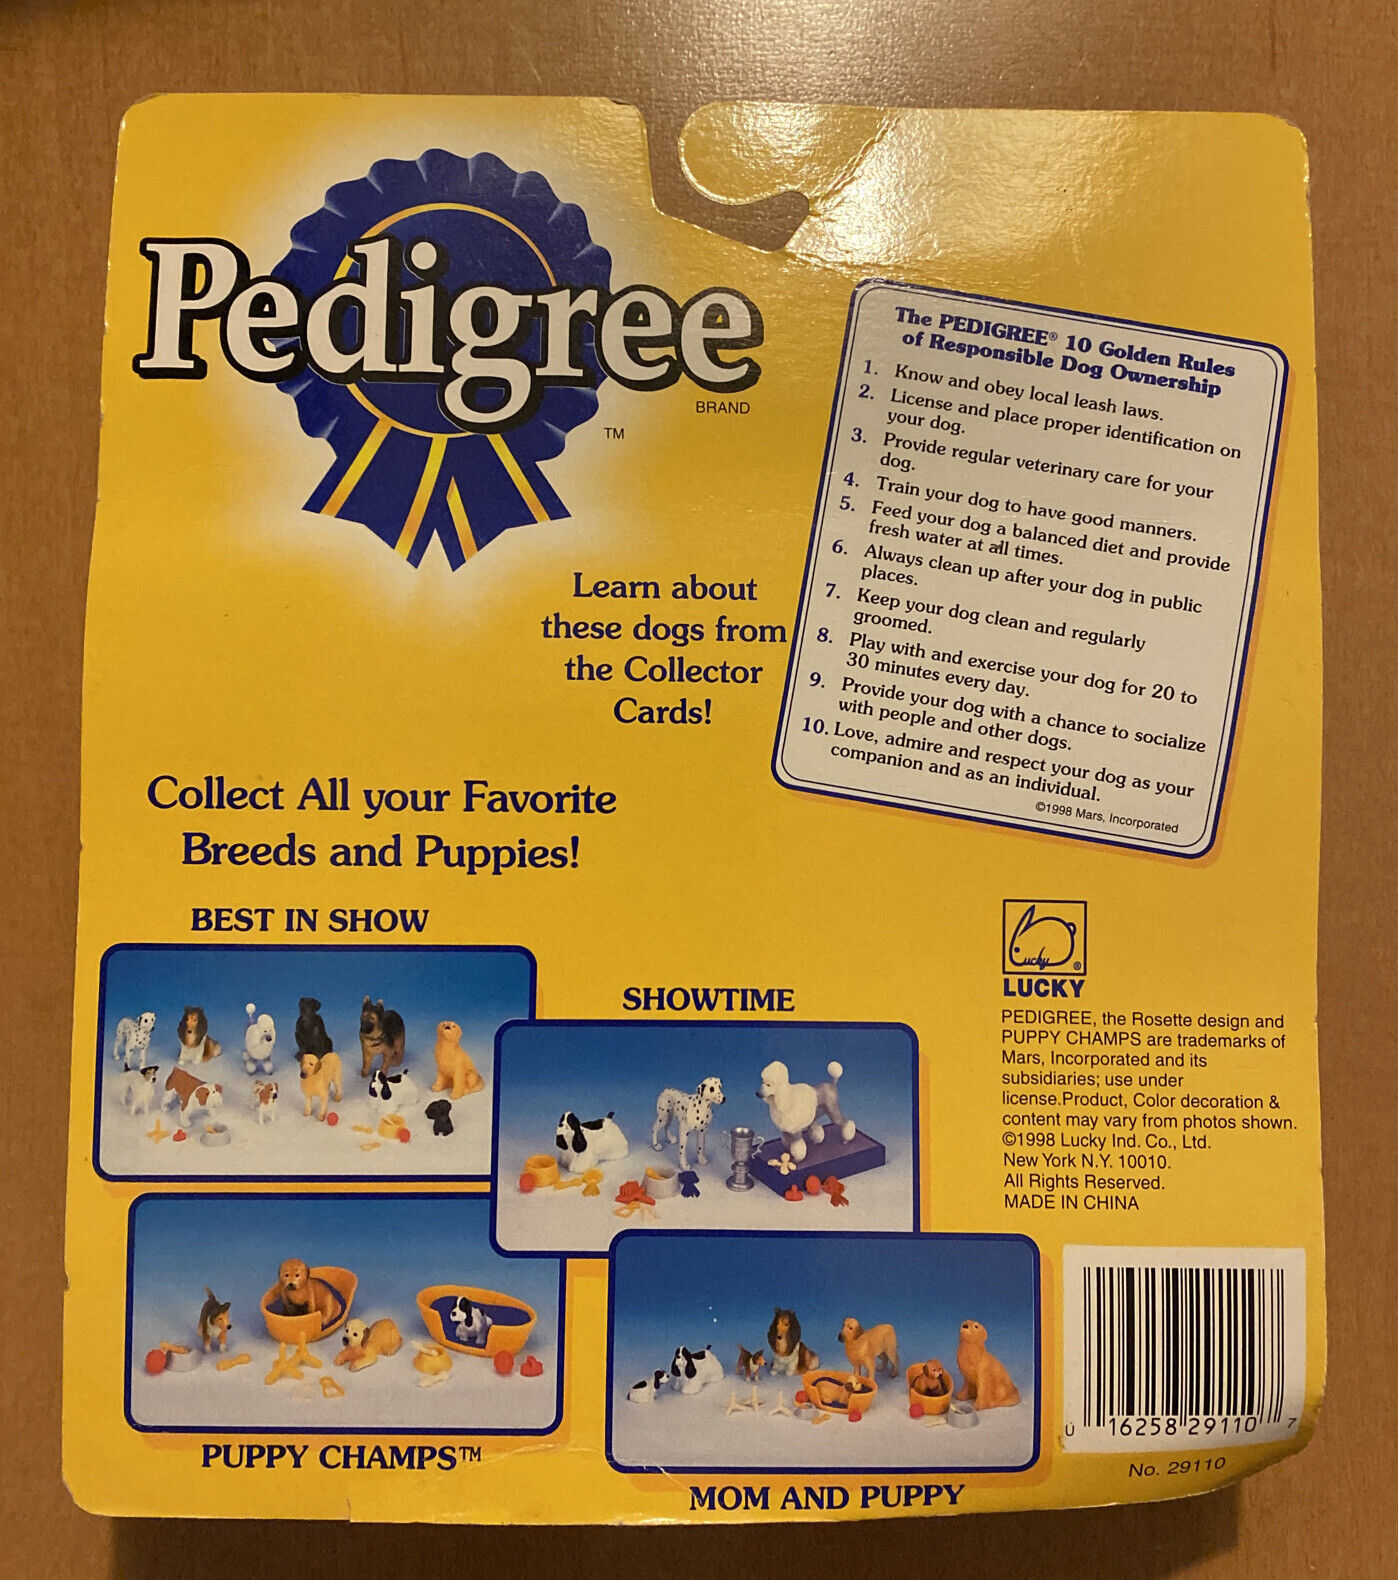 Pedigree
BRAND
TM
The PEDIGREE® 10 Golden Rules
of Responsible Dog Ownership
1. Know and obey local leash laws.
2. License and place proper identification on
your dog.
3. Provide regular veterinary care for your
dog.
4. Train your dog to have good manners.
5. Feed your dog a balanced diet and provide
fresh water at all times.
6. Always clean up after your dog in public
places.
7. Keep your dog clean and regularly
groomed.
8. Play with and exercise your dog for 20 to
30 minutes every day.
9. Provide your dog with a chance to socialize
with people and other dogs.
10. Love, admire and respect your dog as your
companion and as an individual.
©1998 Mars, Incorporated
Learn about
these dogs from
the Collector
Cards!
Collect All your Favorite
Breeds and Puppies!
BEST IN SHOW
SHOWTIME
PUPPY CHAMPS™
MOM AND PUPPY
Lucky®
LUCKY
PEDIGREE, the Rosette design and
PUPPY CHAMPS are trademarks of
Mars, Incorporated and its
subsidiaries; use under
license.Product, Color decoration &
content may vary from photos shown.
©1998 Lucky Ind. Co., Ltd.
New York N.Y. 10010.
All Rights Reserved.
MADE IN CHINA
0 16258 29110 7
No. 29110